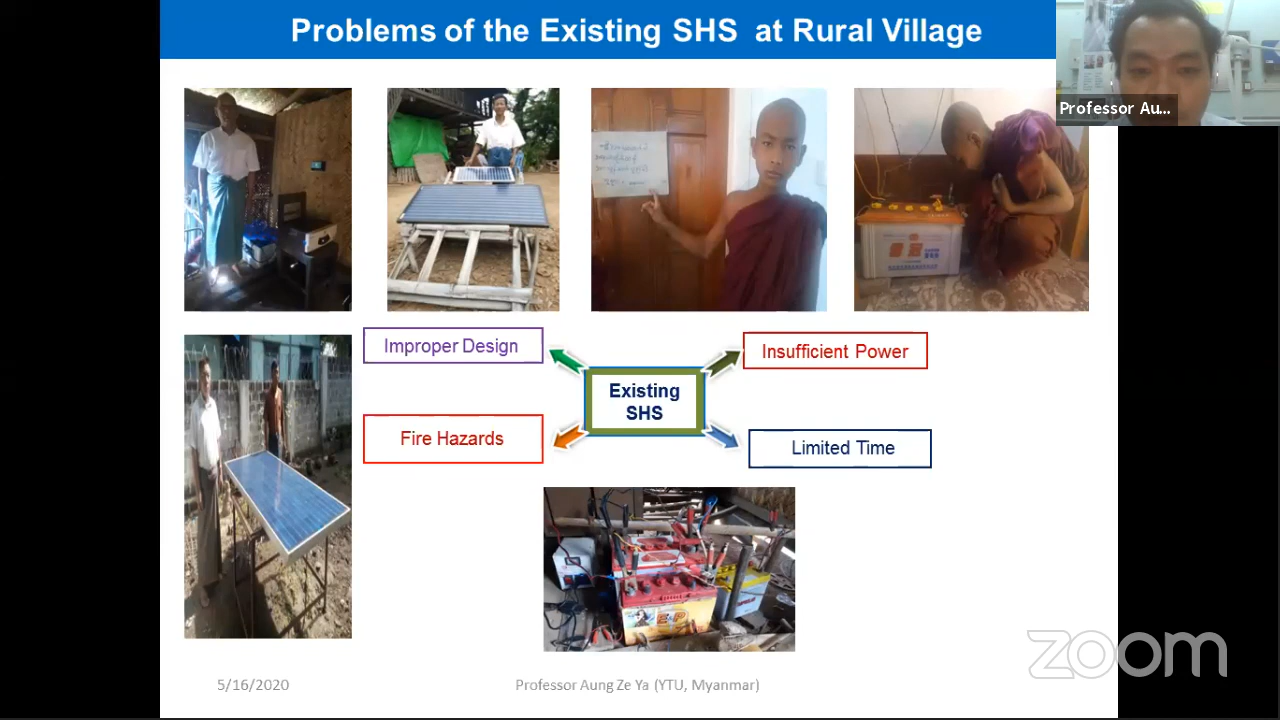 Problems of the Existing SHS at Rural Village
Professor Au...
Improper Design
Insufficient Power
Existing
SHS
Fire Hazards
Limited Time
zoom
5/16/2020
Professor Aung Ze Ya (YTU, Myanmar)